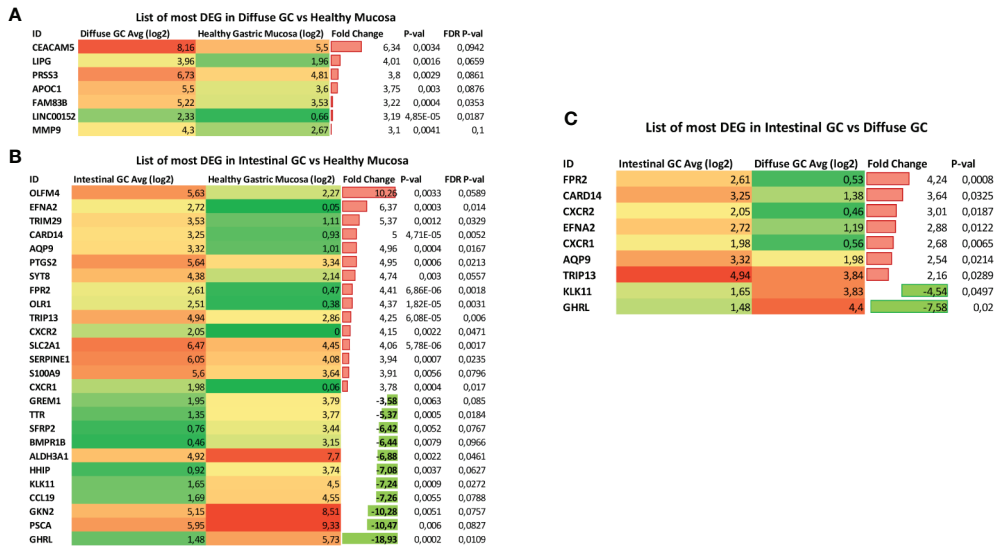 A
List of most DEG in Diffuse GC vs Healthy Mucosa
ID Diffuse GC Avg (log2) Healthy Gastric Mucosa (log2) Fold Change P-val FDR P-val
CEACAM5 8,16 5,5 6,34 0,0034 0,0942
LIPG 3,96 1,96 4,01 0,0016 0,0659
PRSS3 6,73 4,81 3,8 0,0029 0,0861
APOC1 5,5 3,6 3,75 0,003 0,0876
FAM83B 5,22 3,53 3,22 0,0004 0,0353
LINC00152 2,33 0,66 3,19 4,85E-05 0,0187
MMP9 4,3 2,67 3,1 0,0041 0,1
B
List of most DEG in Intestinal GC vs Healthy Mucosa
ID Intestinal GC Avg (log2) Healthy Gastric Mucosa (log2) Fold Change P-val FDR P-val
OLFM4 5,63 2,27 10,26 0,0033 0,0589
EFNA2 2,72 0,05 6,37 0,0003 0,014
TRIM29 3,53 1,11 5,37 0,0012 0,0329
CARD14 3,25 0,93 5 4,71E-05 0,0052
AQP9 3,32 1,01 4,96 0,0004 0,0167
PTGS2 5,64 3,34 4,95 0,0006 0,0213
SYT8 4,38 2,14 4,74 0,003 0,0557
FPR2 2,61 0,47 4,41 6,86E-06 0,0018
OLR1 2,51 0,38 4,37 1,82E-05 0,0031
TRIP13 4,94 2,86 4,25 6,08E-05 0,006
CXCR2 2,05 0 4,15 0,0022 0,0471
SLC2A1 6,47 4,45 4,06 5,78E-06 0,0017
SERPINE1 6,05 4,08 3,94 0,0007 0,0235
S100A9 5,6 3,64 3,91 0,0056 0,0796
CXCR1 1,98 0,06 3,78 0,0004 0,017
GREM1 1,95 3,79 -3,58 0,0063 0,085
TTR 1,35 3,77 -5,37 0,0005 0,0184
SFRP2 0,76 3,44 -6,42 0,0052 0,0767
BMPR1B 0,46 3,15 -6,44 0,0079 0,0966
ALDH3A1 4,92 7,7 -6,88 0,0022 0,0461
HHIP 0,92 3,74 -7,08 0,0037 0,0627
KLK11 1,65 4,5 -7,24 0,0009 0,0272
CCL19 1,69 4,55 -7,26 0,0055 0,0788
GKN2 5,15 8,51 -10,28 0,0051 0,0757
PSCA 5,95 9,33 -10,47 0,006 0,0827
GHRL 1,48 5,73 -18,93 0,0002 0,0109
C
List of most DEG in Intestinal GC vs Diffuse GC
ID Intestinal GC Avg (log2) Diffuse GC Avg (log2) Fold Change P-val
FPR2 2,61 0,53 4,24 0,0008
CARD14 3,25 1,38 3,64 0,0325
CXCR2 2,05 0,46 3,01 0,0187
EFNA2 2,72 1,19 2,88 0,0122
CXCR1 1,98 0,56 2,68 0,0065
AQP9 3,32 1,98 2,54 0,0214
TRIP13 4,94 3,84 2,16 0,0289
KLK11 1,65 3,83 -4,54 0,0497
GHRL 1,48 4,4 -7,58 0,02